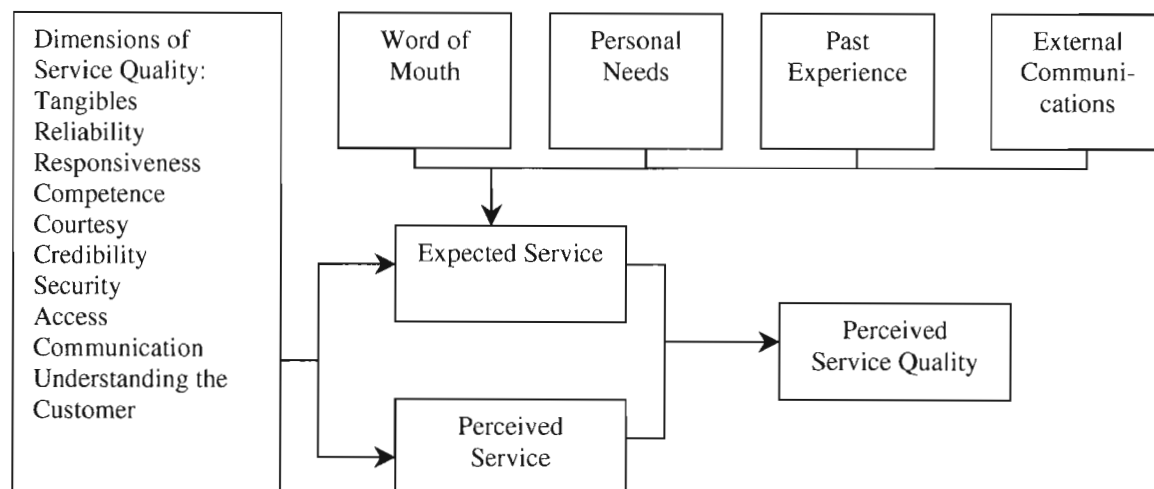 Dimensions of
Service Quality:
Tangibles
Reliability
Responsiveness
Competence
Courtesy
Credibility
Security
Access
Communication
Understanding the
Customer
Word of
Mouth
Personal
Needs
Past
Experience
External
Communi-
cations
Expected Service
Perceived
Service
Perceived
Service Quality